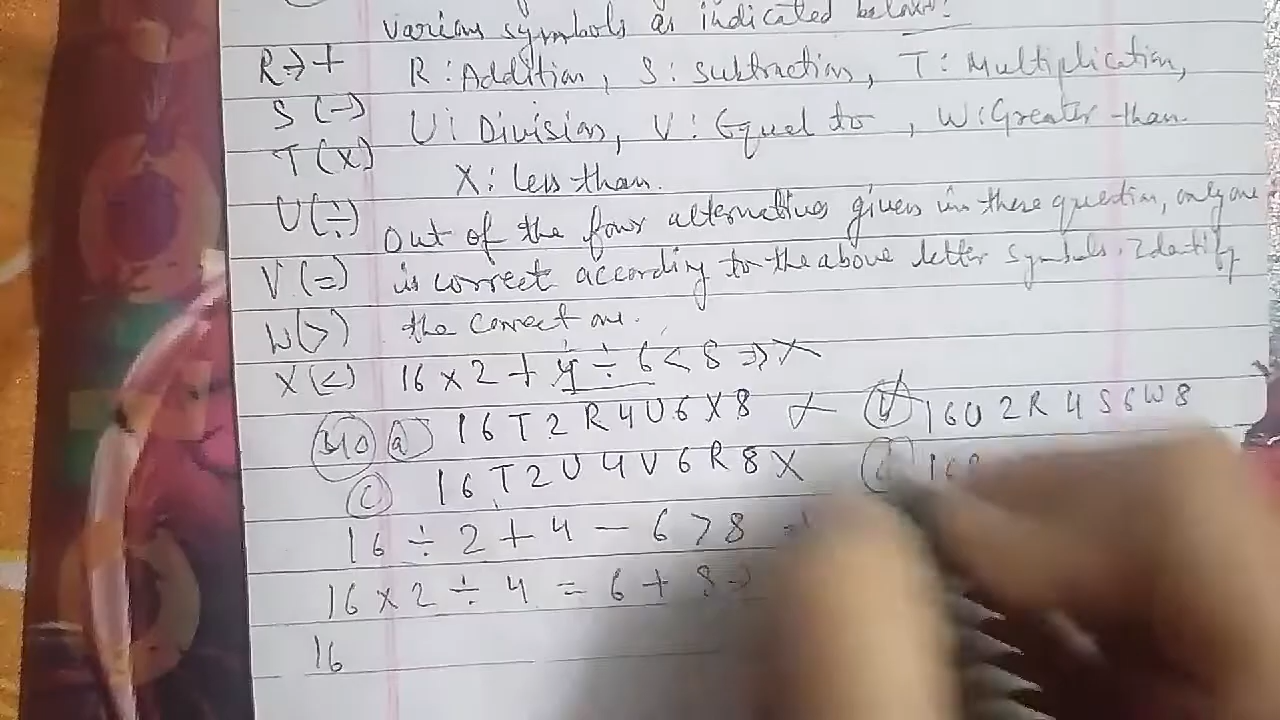 various symbols as indicated below:
R→+ R : Addition, S : subtraction, T : Multiplication,
S (-)
U : Division, V : Equal to , W : Greater than
T (x)
X : less than.
U (÷)
Out of the four alternatives given in these question, only one
V (=) is correct according to the above letter symbols. Identify
W(>) the correct one.
X (<) 16 x 2 + 4 ÷ 6 < 8 ⇒ X
(a) 16 T 2 R 4 U 6 X 8 (b) 16 U 2 R 4 S 6 W 8
(c) 16 T 2 U 4 V 6 R 8 X (d) 16
16 ÷ 2 + 4 - 6 > 8
16 x 2 ÷ 4 = 6 + 8 →
16